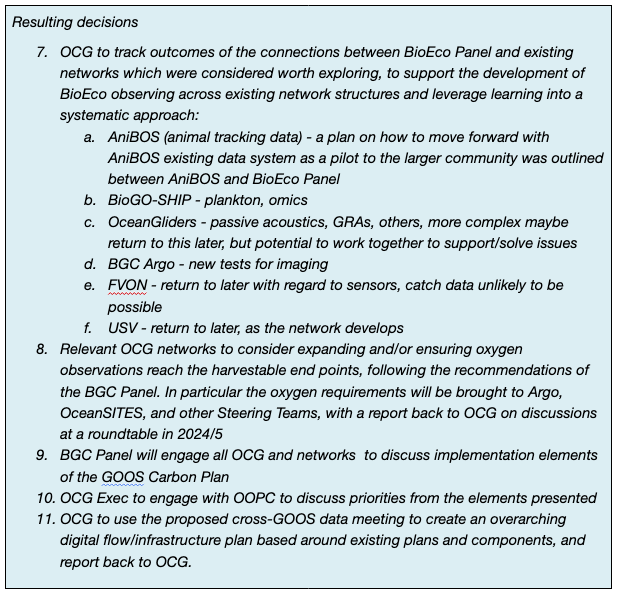 Resulting decisions
7. OCG to track outcomes of the connections between BioEco Panel and existing
networks which were considered worth exploring, to support the development of
BioEco observing across existing network structures and leverage learning into a
systematic approach:
a. AniBOS (animal tracking data) - a plan on how to move forward with
AniBOS existing data system as a pilot to the larger community was outlined
between AniBOS and BioEco Panel
b. BioGO-SHIP - plankton, omics
c. OceanGliders - passive acoustics, GRAs, others, more complex maybe
return to this later, but potential to work together to support/solve issues
d. BGC Argo - new tests for imaging
e. FVON - return to later with regard to sensors, catch data unlikely to be
possible
f. USV - return to later, as the network develops
8. Relevant OCG networks to consider expanding and/or ensuring oxygen
observations reach the harvestable end points, following the recommendations of
the BGC Panel. In particular the oxygen requirements will be brought to Argo,
OceanSITES, and other Steering Teams, with a report back to OCG on discussions
at a roundtable in 2024/5
9. BGC Panel will engage all OCG and networks to discuss implementation elements
of the GOOS Carbon Plan
10. OCG Exec to engage with OOPC to discuss priorities from the elements presented
11. OCG to use the proposed cross-GOOS data meeting to create an overarching
digital flow/infrastructure plan based around existing plans and components, and
report back to OCG.